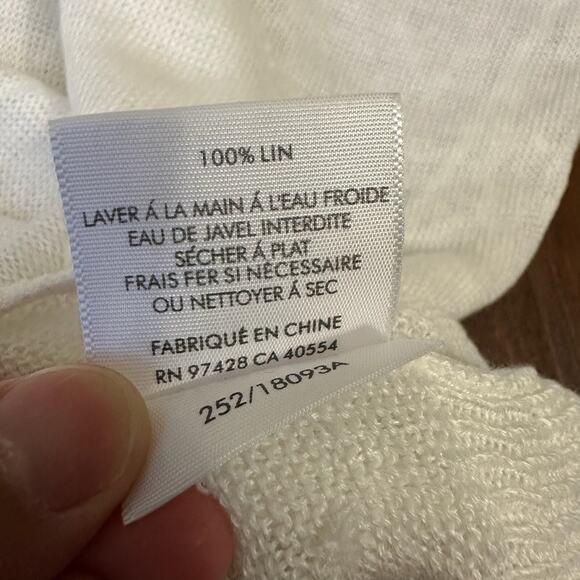 100% LIN
LAVER Á LA MAIN Á L'EAU FROIDE
EAU DE JAVEL INTERDITE
SÉCHER Á PLAT
FRAIS FER SI NÉCESSAIRE
OU NETTOYER Á SEC
FABRIQUÉ EN CHINE
RN 97428 CA 40554
252/18093A